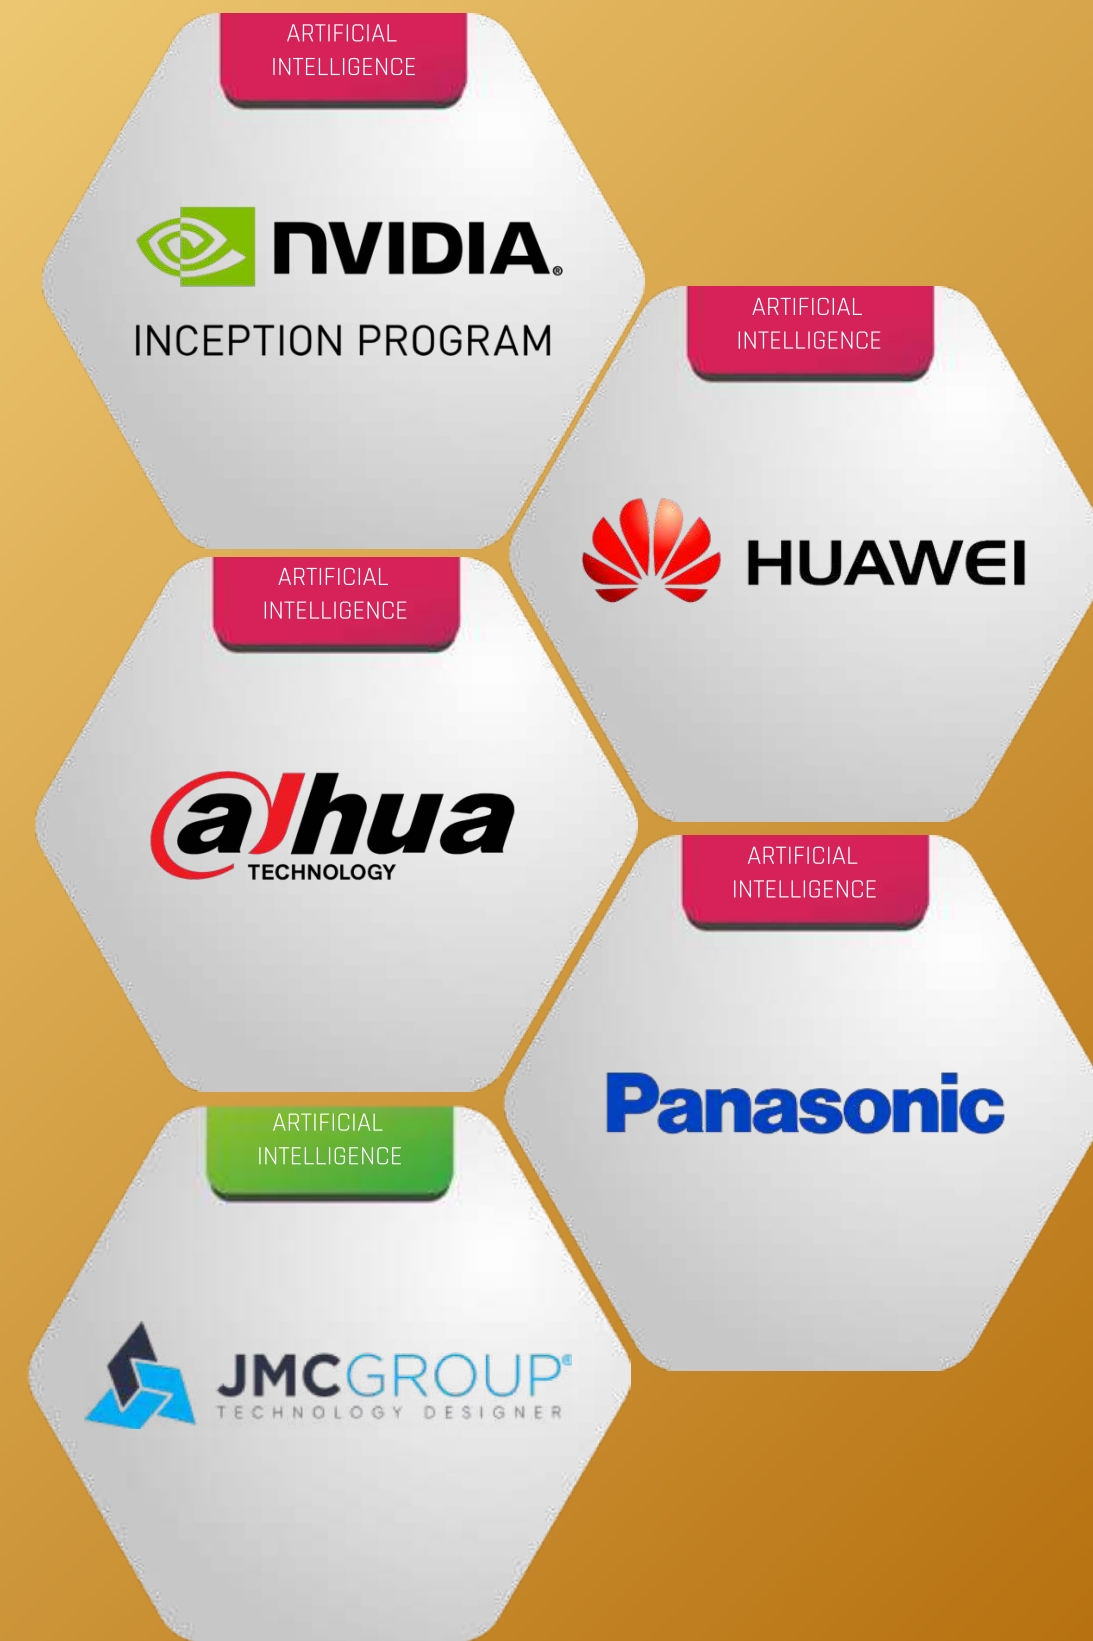 ARTIFICIAL
INTELLIGENCE
NVIDIA®
INCEPTION PROGRAM
ARTIFICIAL
INTELLIGENCE
HUAWEI
ARTIFICIAL
INTELLIGENCE
alhua
TECHNOLOGY
ARTIFICIAL
INTELLIGENCE
Panasonic
ARTIFICIAL
INTELLIGENCE
JMCGROUP®
TECHNOLOGY DESIGNER